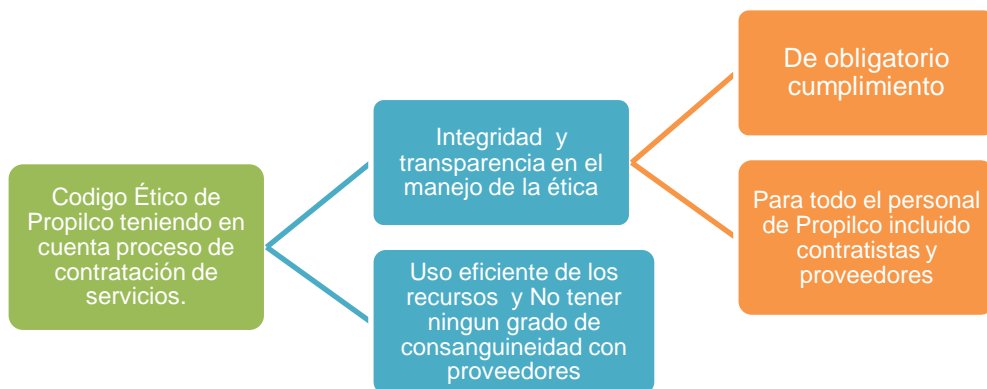 Codigo Ético de
Propilco teniendo en
cuenta proceso de
contratación de
servicios.
Integridad y
transparencia en el
manejo de la ética
Uso eficiente de los
recursos y No tener
ningun grado de
consanguineidad con
proveedores
De obligatorio
cumplimiento
Para todo el personal
de Propilco incluido
contratistas y
proveedores